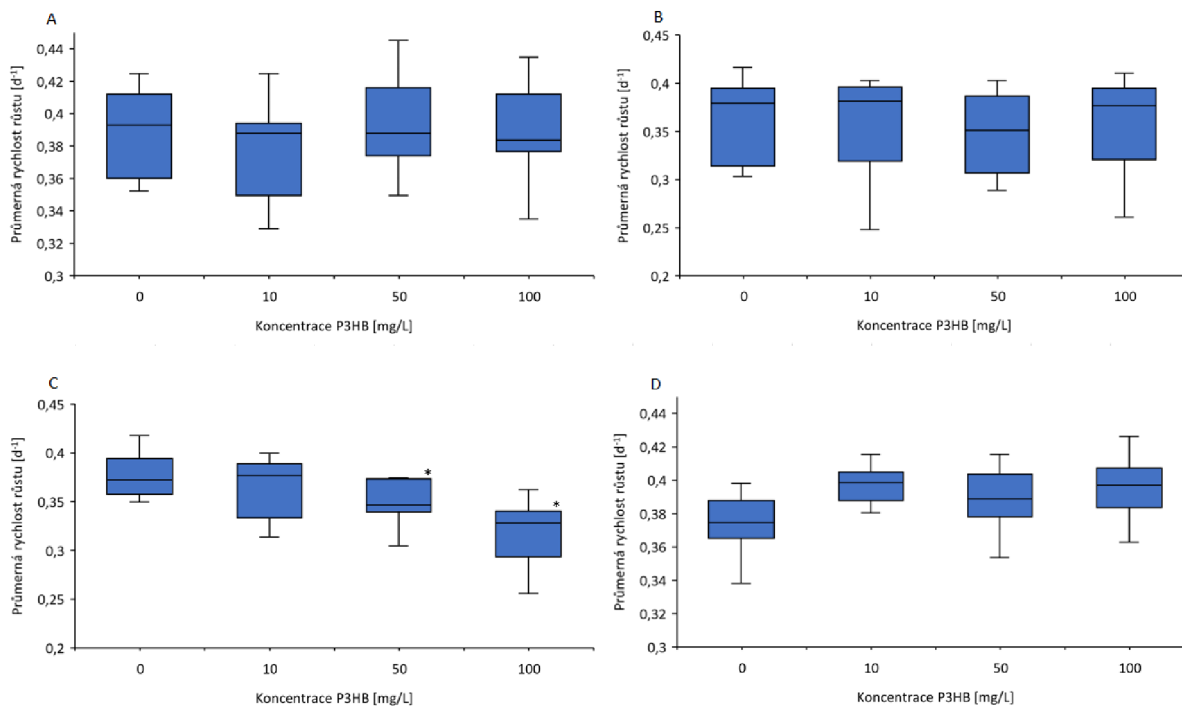 A
Průmerná rychlost růstu [d⁻¹]
0,44
0,42
0,4
0,38
0,36
0,34
0,32
0,3
0 10 50 100
Koncentrace P3HB [mg/L]
B
Průmerná rychlost růstu [d⁻¹]
0,45
0,4
0,35
0,3
0,25
0,2
0 10 50 100
Koncentrace P3HB [mg/L]
C
Průmerná rychlost růstu [d⁻¹]
0,45
0,4
0,35
0,3
0,25
0,2
*
*
0 10 50 100
Koncentrace P3HB [mg/L]
D
Průmerná rychlost růstu [d⁻¹]
0,44
0,42
0,4
0,38
0,36
0,34
0,32
0,3
0 10 50 100
Koncentrace P3HB [mg/L]